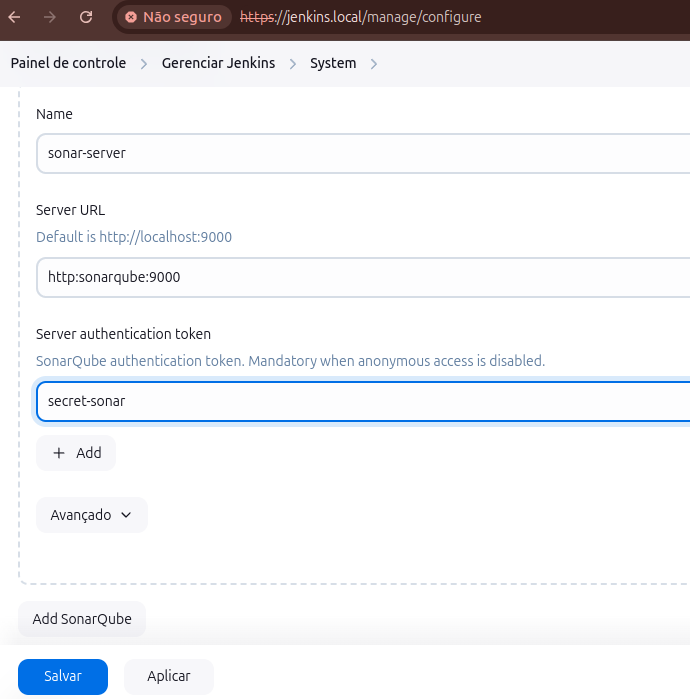 Não seguro https://jenkins.local/manage/configure
Painel de controle > Gerenciar Jenkins > System >
Name
sonar-server
Server URL
Default is http://localhost:9000
http:sonarqube:9000
Server authentication token
SonarQube authentication token. Mandatory when anonymous access is disabled.
secret-sonar
+ Add
Avançado
Add SonarQube
Salvar Aplicar